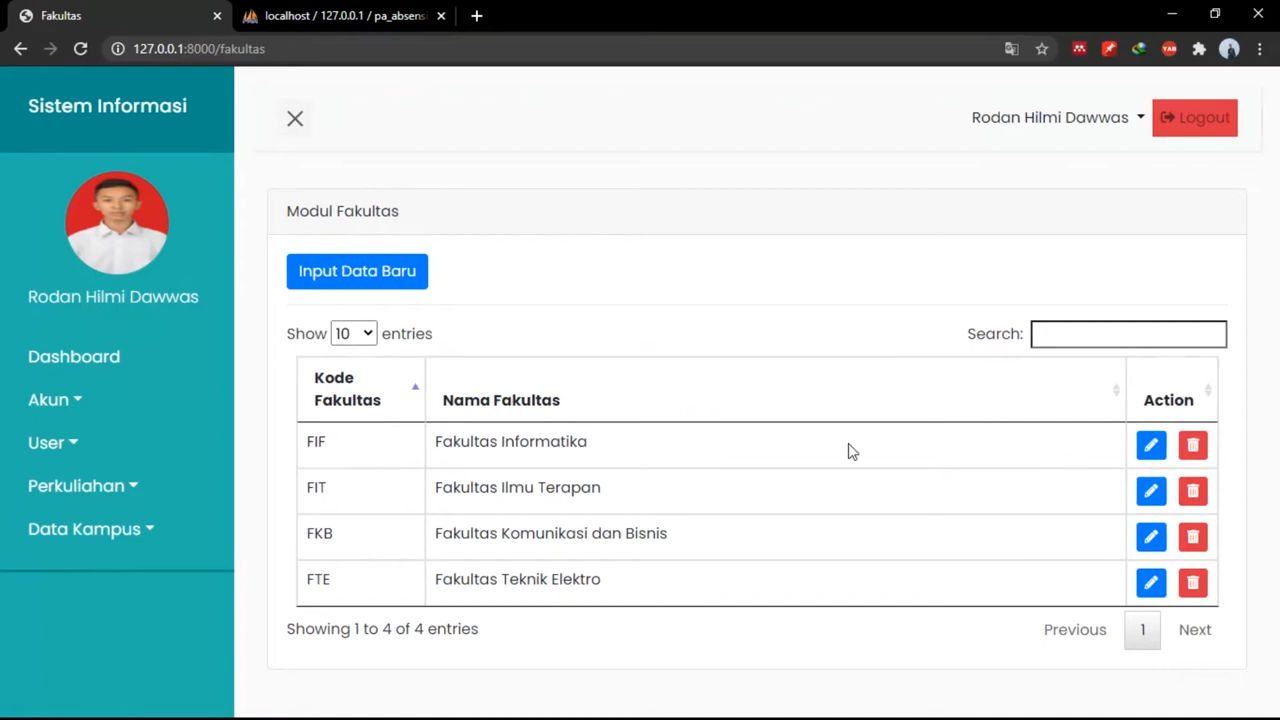 Fakultas
localhost / 127.0.0.1 / pa_absens
127.0.0.1:8000/fakultas
YAB
Sistem Informasi
Rodan Hilmi Dawwas
Logout
Rodan Hilmi Dawwas
Dashboard
Akun
User
Perkuliahan
Data Kampus
Modul Fakultas
Input Data Baru
Show 10 entries
Search:
Kode Fakultas Nama Fakultas Action
FIF Fakultas Informatika
FIT Fakultas Ilmu Terapan
FKB Fakultas Komunikasi dan Bisnis
FTE Fakultas Teknik Elektro
Showing 1 to 4 of 4 entries
Previous 1 Next